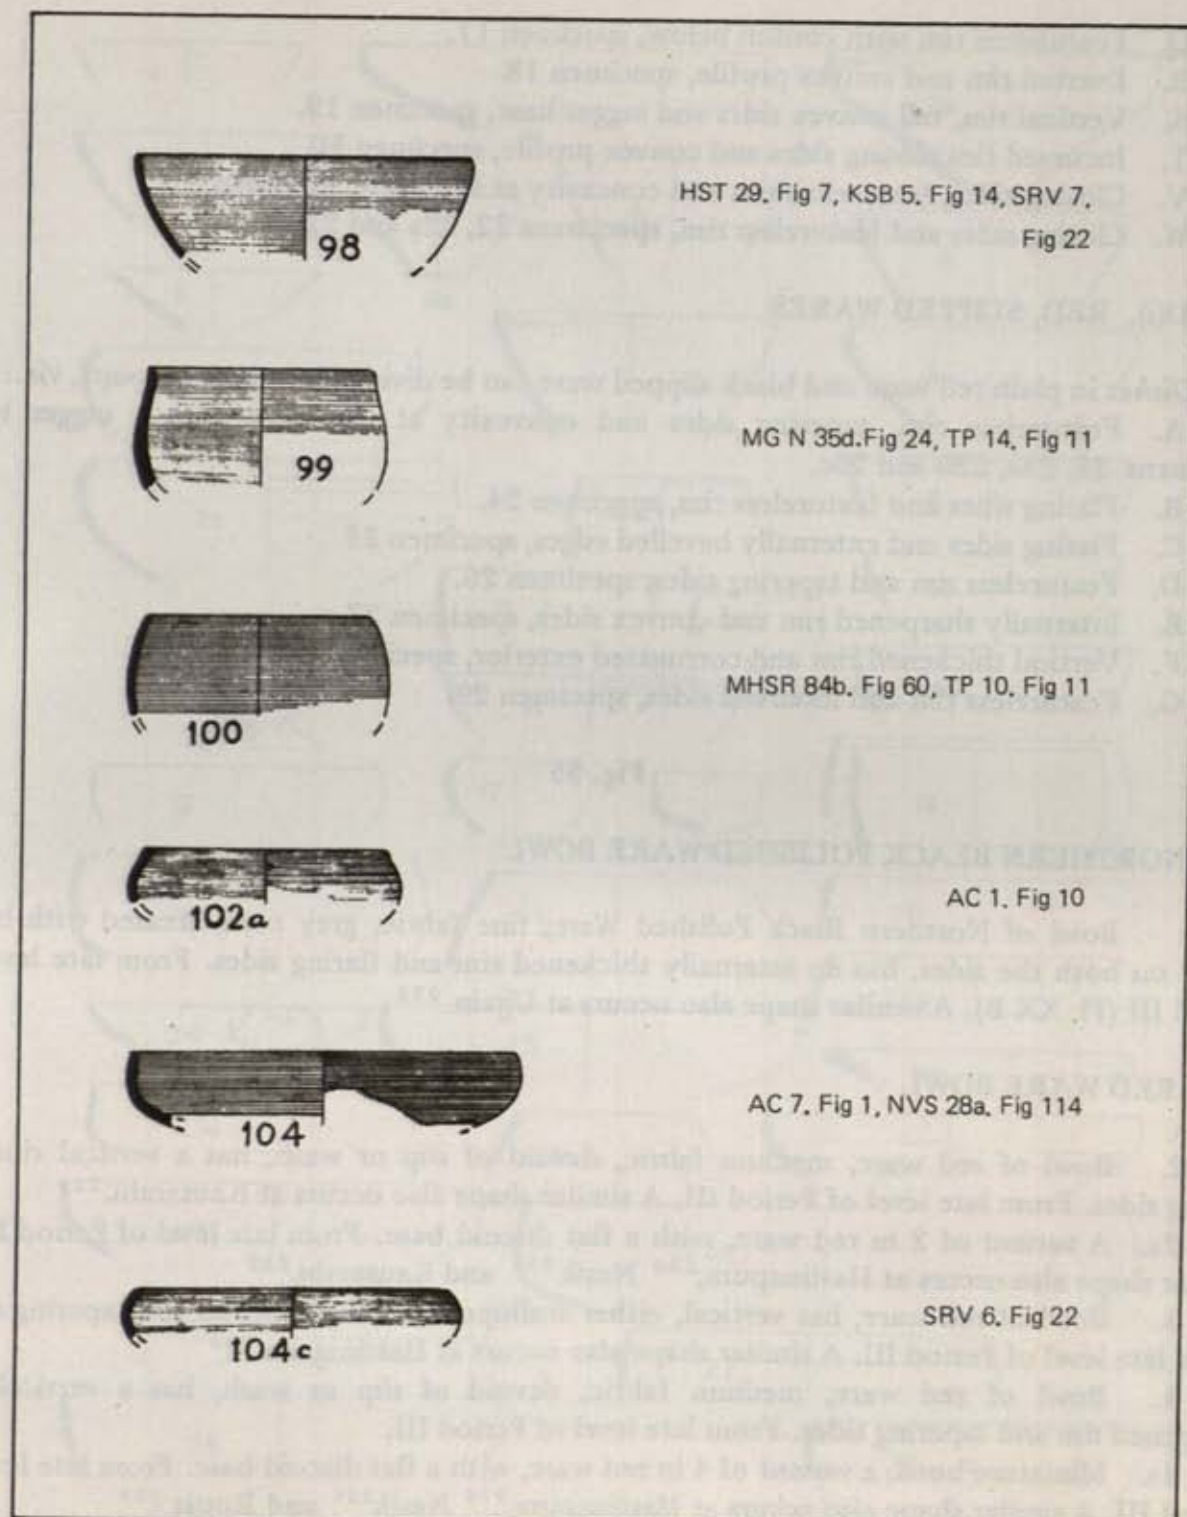 98
HST 29. Fig 7, KSB 5. Fig 14, SRV 7,
Fig 22
99
MG N 35d.Fig 24, TP 14, Fig 11
100
MHSR 84b. Fig 60, TP 10, Fig 11
102a
AC 1. Fig 10
104
AC 7. Fig 1, NVS 28a. Fig 114
104c
SRV 6. Fig 22